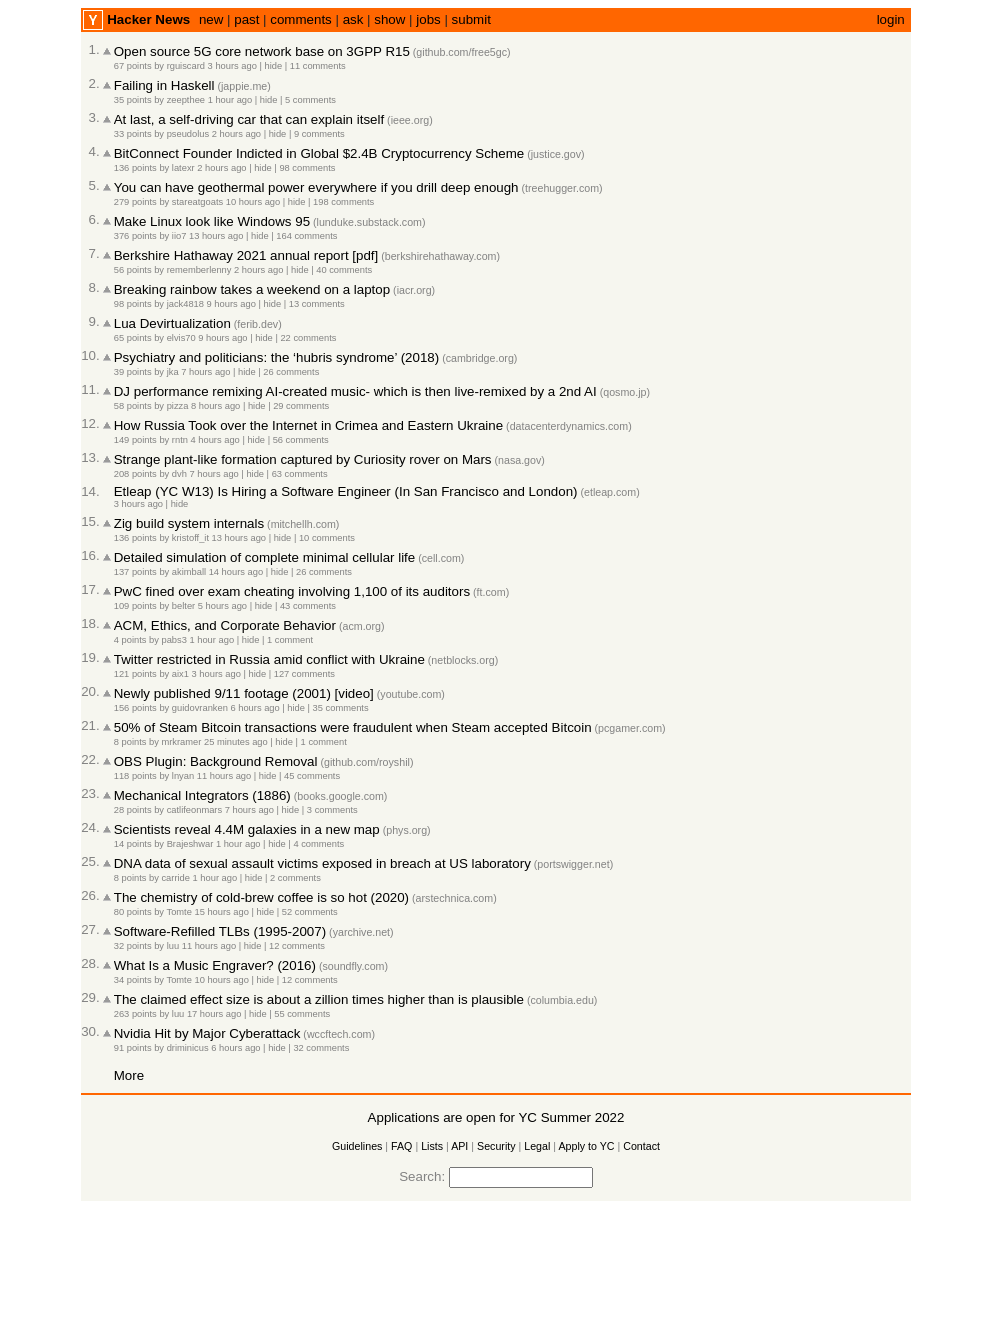 Y Hacker News new | past | comments | ask | show | jobs | submit login
1. Open source 5G core network base on 3GPP R15 (github.com/free5gc)
67 points by rguiscard 3 hours ago | hide | 11 comments
2. Failing in Haskell (jappie.me)
35 points by zeepthee 1 hour ago | hide | 5 comments
3. At last, a self-driving car that can explain itself (ieee.org)
33 points by pseudolus 2 hours ago | hide | 9 comments
4. BitConnect Founder Indicted in Global $2.4B Cryptocurrency Scheme (justice.gov)
136 points by latexr 2 hours ago | hide | 98 comments
5. You can have geothermal power everywhere if you drill deep enough (treehugger.com)
279 points by stareatgoats 10 hours ago | hide | 198 comments
6. Make Linux look like Windows 95 (lunduke.substack.com)
376 points by iio7 13 hours ago | hide | 164 comments
7. Berkshire Hathaway 2021 annual report [pdf] (berkshirehathaway.com)
56 points by rememberlenny 2 hours ago | hide | 40 comments
8. Breaking rainbow takes a weekend on a laptop (iacr.org)
98 points by jack4818 9 hours ago | hide | 13 comments
9. Lua Devirtualization (ferib.dev)
65 points by elvis70 9 hours ago | hide | 22 comments
10. Psychiatry and politicians: the ‘hubris syndrome’ (2018) (cambridge.org)
39 points by jka 7 hours ago | hide | 26 comments
11. DJ performance remixing AI-created music- which is then live-remixed by a 2nd AI (qosmo.jp)
58 points by pizza 8 hours ago | hide | 29 comments
12. How Russia Took over the Internet in Crimea and Eastern Ukraine (datacenterdynamics.com)
149 points by rntn 4 hours ago | hide | 56 comments
13. Strange plant-like formation captured by Curiosity rover on Mars (nasa.gov)
208 points by dvh 7 hours ago | hide | 63 comments
14. Etleap (YC W13) Is Hiring a Software Engineer (In San Francisco and London) (etleap.com)
3 hours ago | hide
15. Zig build system internals (mitchellh.com)
136 points by kristoff_it 13 hours ago | hide | 10 comments
16. Detailed simulation of complete minimal cellular life (cell.com)
137 points by akimball 14 hours ago | hide | 26 comments
17. PwC fined over exam cheating involving 1,100 of its auditors (ft.com)
109 points by belter 5 hours ago | hide | 43 comments
18. ACM, Ethics, and Corporate Behavior (acm.org)
4 points by pabs3 1 hour ago | hide | 1 comment
19. Twitter restricted in Russia amid conflict with Ukraine (netblocks.org)
121 points by aix1 3 hours ago | hide | 127 comments
20. Newly published 9/11 footage (2001) [video] (youtube.com)
156 points by guidovranken 6 hours ago | hide | 35 comments
21. 50% of Steam Bitcoin transactions were fraudulent when Steam accepted Bitcoin (pcgamer.com)
8 points by mrkramer 25 minutes ago | hide | 1 comment
22. OBS Plugin: Background Removal (github.com/royshil)
118 points by lnyan 11 hours ago | hide | 45 comments
23. Mechanical Integrators (1886) (books.google.com)
28 points by catlifeonmars 7 hours ago | hide | 3 comments
24. Scientists reveal 4.4M galaxies in a new map (phys.org)
14 points by Brajeshwar 1 hour ago | hide | 4 comments
25. DNA data of sexual assault victims exposed in breach at US laboratory (portswigger.net)
8 points by carride 1 hour ago | hide | 2 comments
26. The chemistry of cold-brew coffee is so hot (2020) (arstechnica.com)
80 points by Tomte 15 hours ago | hide | 52 comments
27. Software-Refilled TLBs (1995-2007) (yarchive.net)
32 points by luu 11 hours ago | hide | 12 comments
28. What Is a Music Engraver? (2016) (soundfly.com)
34 points by Tomte 10 hours ago | hide | 12 comments
29. The claimed effect size is about a zillion times higher than is plausible (columbia.edu)
263 points by luu 17 hours ago | hide | 55 comments
30. Nvidia Hit by Major Cyberattack (wccftech.com)
91 points by driminicus 6 hours ago | hide | 32 comments
More
Applications are open for YC Summer 2022
Guidelines | FAQ | Lists | API | Security | Legal | Apply to YC | Contact
Search: